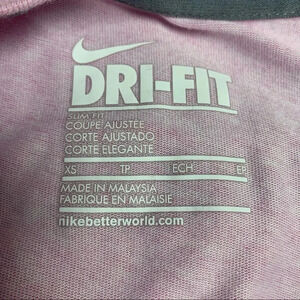 DRI-FIT
SLIM FIT
COUPE AJUSTÉE
CORTE AJUSTADO
CORTE ELEGANTE
XS TP ECH EP
MADE IN MALAYSIA
FABRIQUÉ EN MALAISIE
nikebetterworld.com